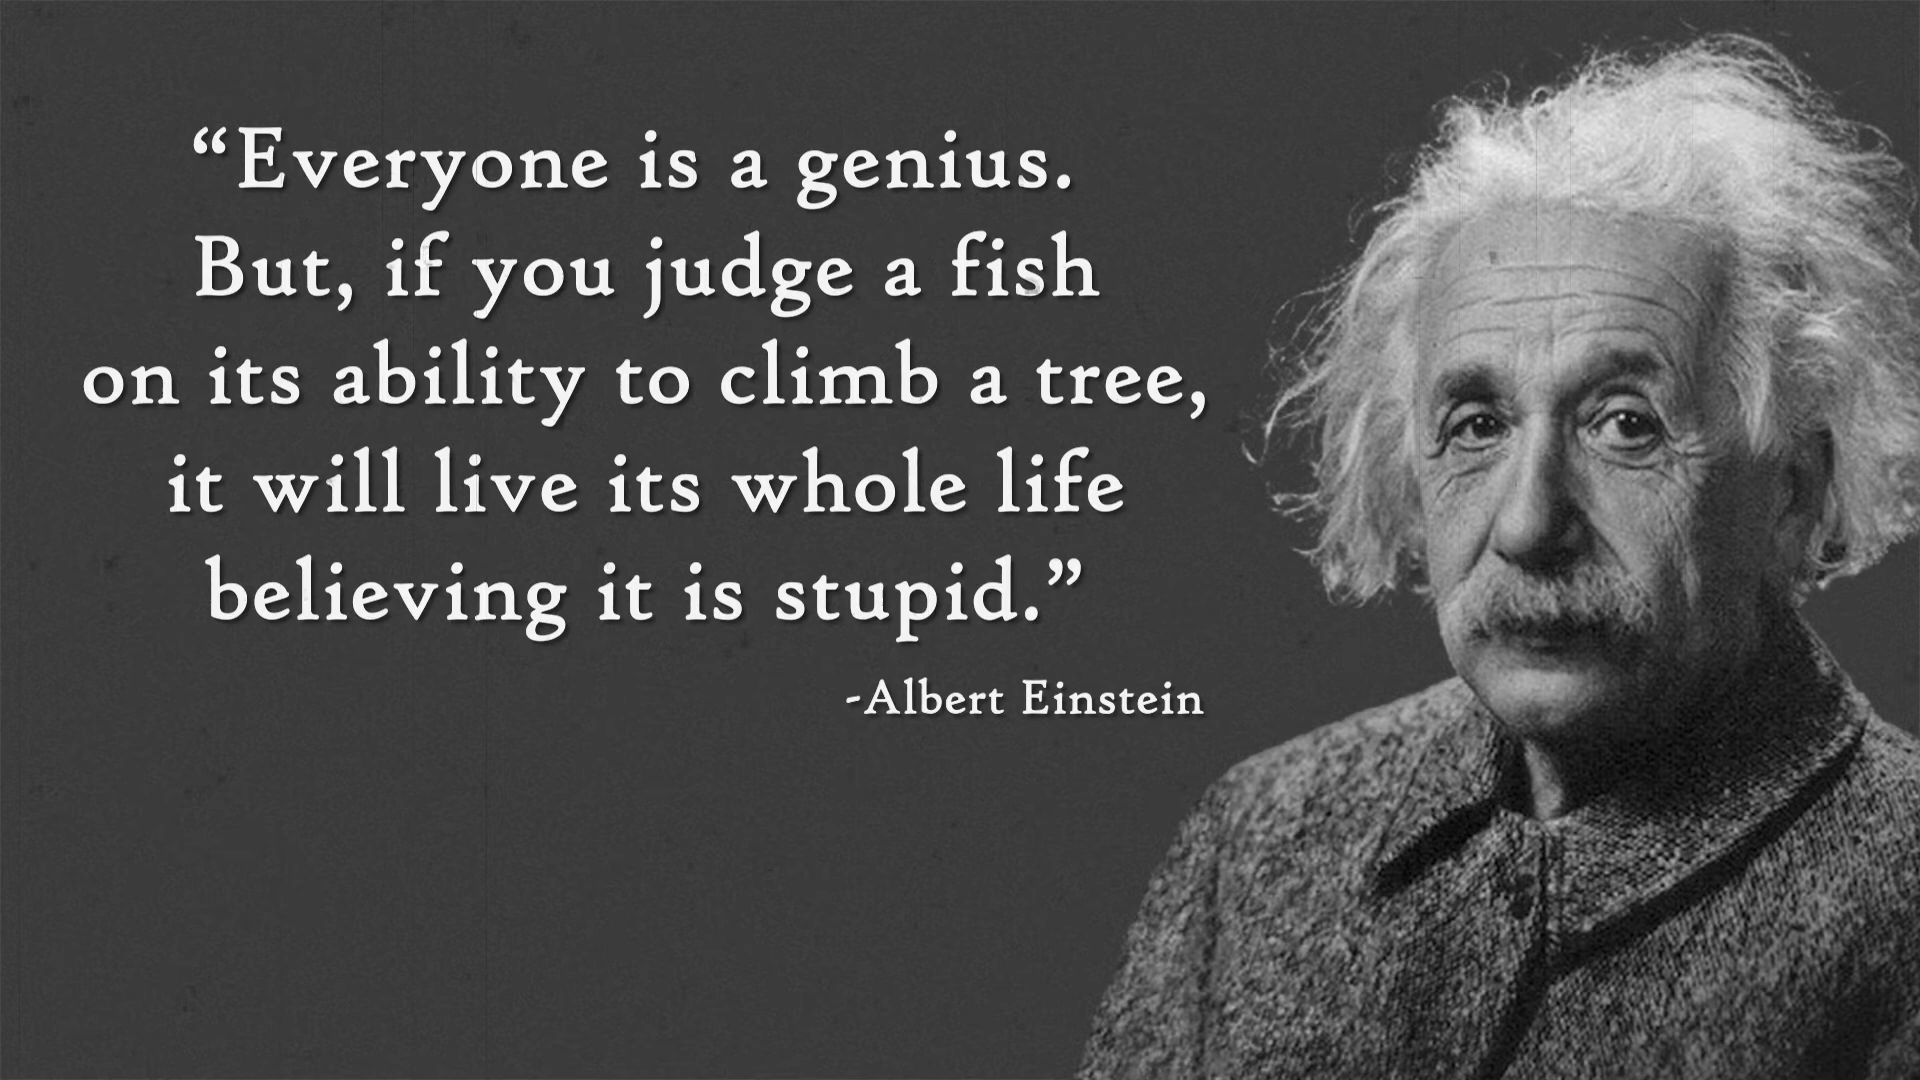 “Everyone is a genius.
But, if you judge a fish
on its ability to climb a tree,
it will live its whole life
believing it is stupid.”
-Albert Einstein